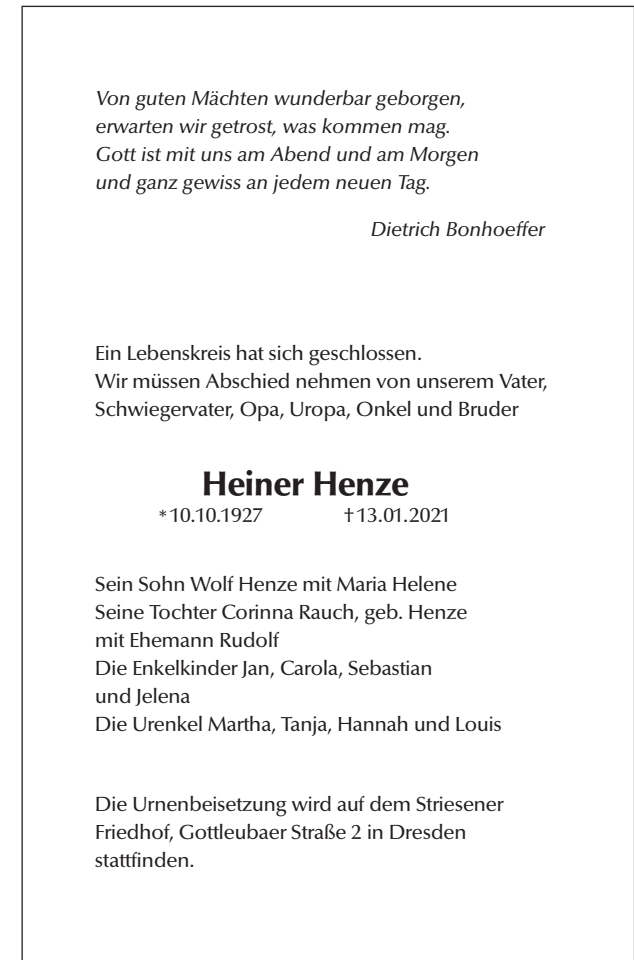 Von guten Mächten wunderbar geborgen,
erwarten wir getrost, was kommen mag.
Gott ist mit uns am Abend und am Morgen
und ganz gewiss an jedem neuen Tag.
Dietrich Bonhoeffer
Ein Lebenskreis hat sich geschlossen.
Wir müssen Abschied nehmen von unserem Vater,
Schwiegervater, Opa, Uropa, Onkel und Bruder
Heiner Henze
*10.10.1927 †13.01.2021
Sein Sohn Wolf Henze mit Maria Helene
Seine Tochter Corinna Rauch, geb. Henze
mit Ehemann Rudolf
Die Enkelkinder Jan, Carola, Sebastian
und Jelena
Die Urenkel Martha, Tanja, Hannah und Louis
Die Urnenbeisetzung wird auf dem Striesener
Friedhof, Gottleubaer Straße 2 in Dresden
stattfinden.